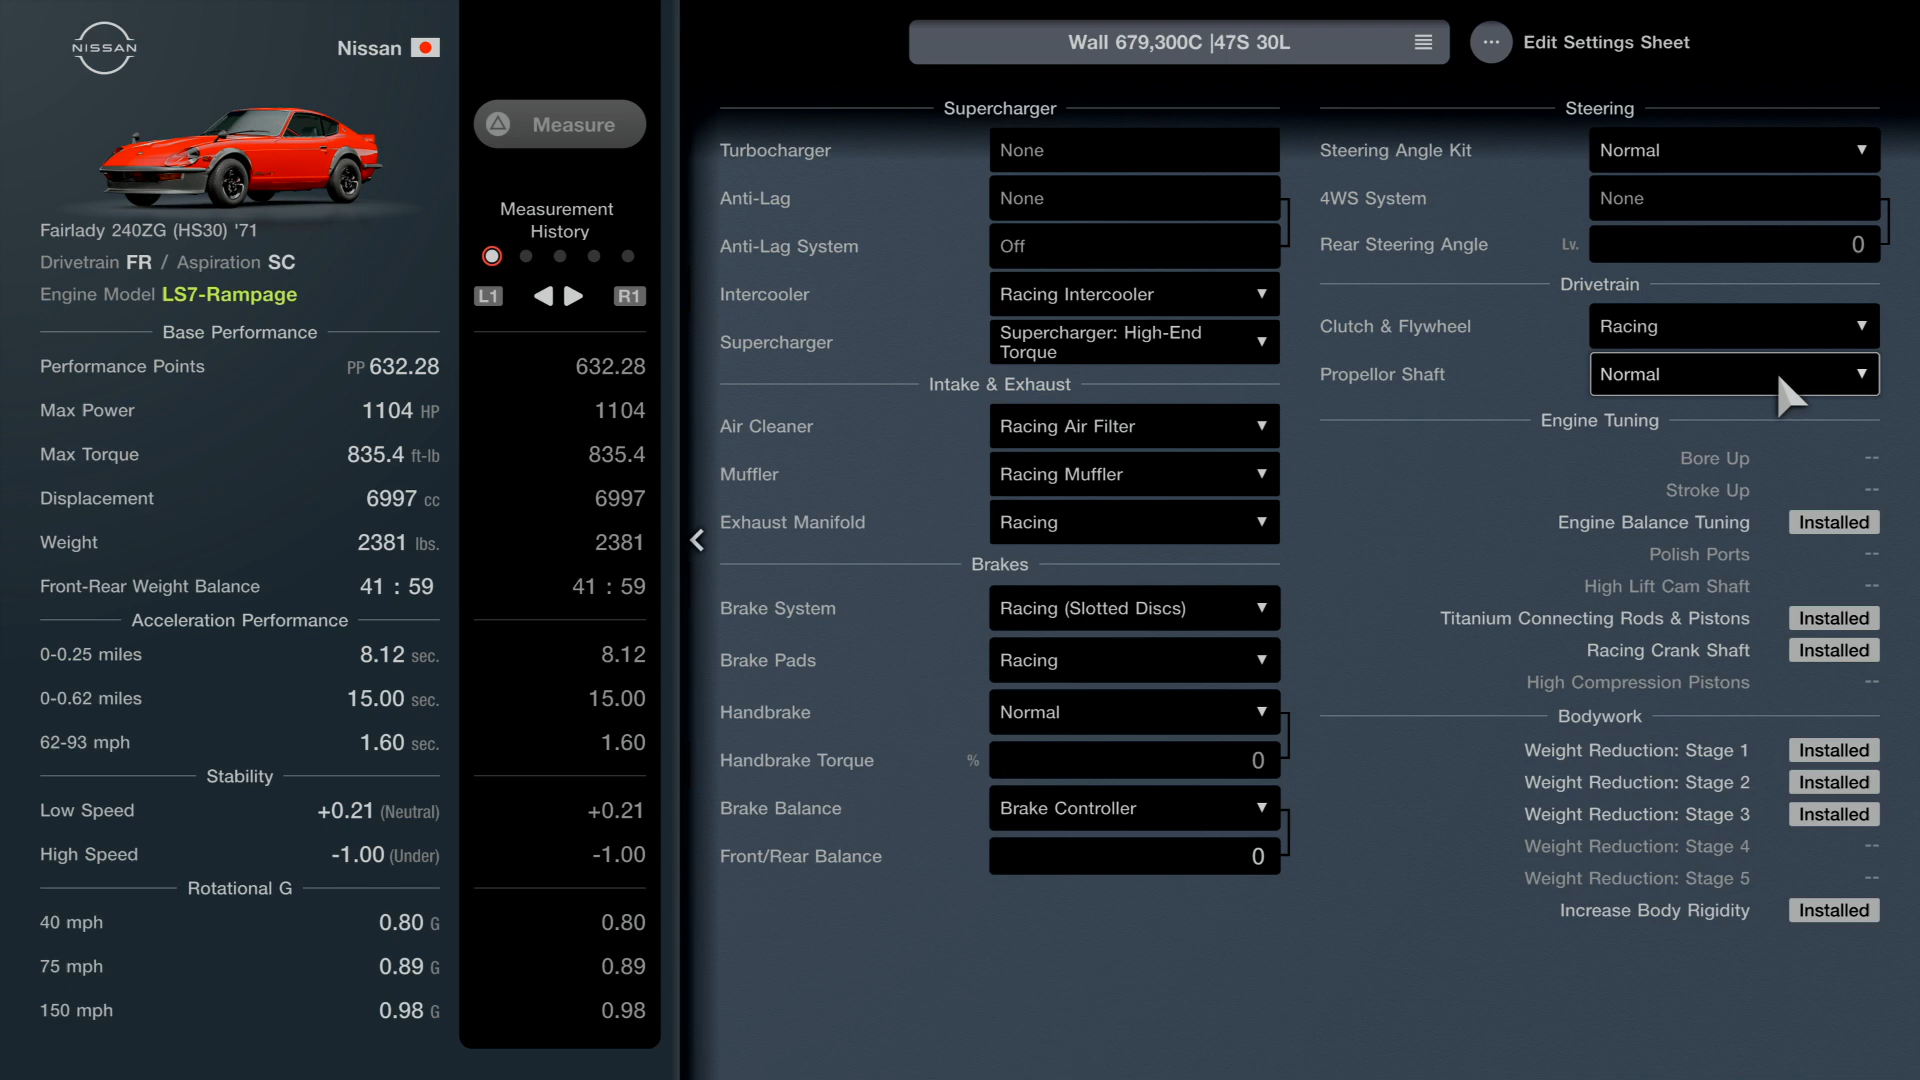 NISSAN
Nissan
Fairlady 240ZG (HS30) '71
Drivetrain FR / Aspiration SC
Engine Model LS7-Rampage
Base Performance
Performance Points PP 632.28
Max Power 1104 HP
Max Torque 835.4 ft-lb
Displacement 6997 cc
Weight 2381 lbs.
Front-Rear Weight Balance 41 : 59
Acceleration Performance
0-0.25 miles 8.12 sec.
0-0.62 miles 15.00 sec.
62-93 mph 1.60 sec.
Stability
Low Speed +0.21 (Neutral)
High Speed -1.00 (Under)
Rotational G
40 mph 0.80 G
75 mph 0.89 G
150 mph 0.98 G
Measure
Measurement
History
L1 R1
632.28
1104
835.4
6997
2381
41 : 59
8.12
15.00
1.60
+0.21
-1.00
0.80
0.89
0.98
Wall 679,300C |47S 30L
Edit Settings Sheet
Supercharger
Turbocharger None
Anti-Lag None
Anti-Lag System Off
Intercooler Racing Intercooler
Supercharger Supercharger: High-End
Torque
Intake & Exhaust
Air Cleaner Racing Air Filter
Muffler Racing Muffler
Exhaust Manifold Racing
Brakes
Brake System Racing (Slotted Discs)
Brake Pads Racing
Handbrake Normal
Handbrake Torque % 0
Brake Balance Brake Controller
Front/Rear Balance 0
Steering
Steering Angle Kit Normal
4WS System None
Rear Steering Angle Lv. 0
Drivetrain
Clutch & Flywheel Racing
Propellor Shaft Normal
Engine Tuning
Bore Up --
Stroke Up --
Engine Balance Tuning Installed
Polish Ports --
High Lift Cam Shaft --
Titanium Connecting Rods & Pistons Installed
Racing Crank Shaft Installed
High Compression Pistons --
Bodywork
Weight Reduction: Stage 1 Installed
Weight Reduction: Stage 2 Installed
Weight Reduction: Stage 3 Installed
Weight Reduction: Stage 4 --
Weight Reduction: Stage 5 --
Increase Body Rigidity Installed